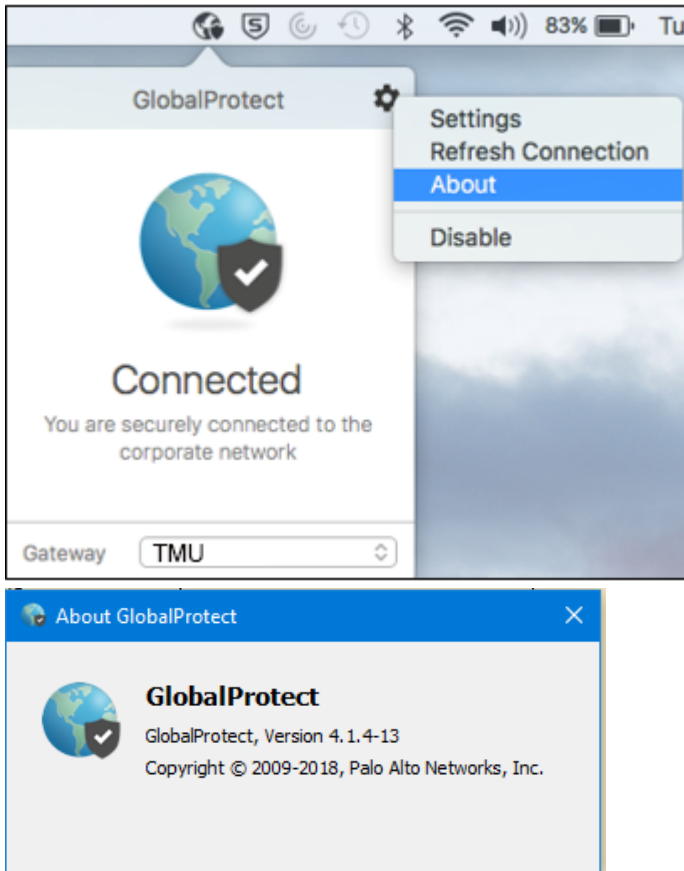 83% Tu
GlobalProtect
Settings
Refresh Connection
About
Disable
Connected
You are securely connected to the
corporate network
Gateway TMU
About GlobalProtect
GlobalProtect
GlobalProtect, Version 4.1.4-13
Copyright © 2009-2018, Palo Alto Networks, Inc.